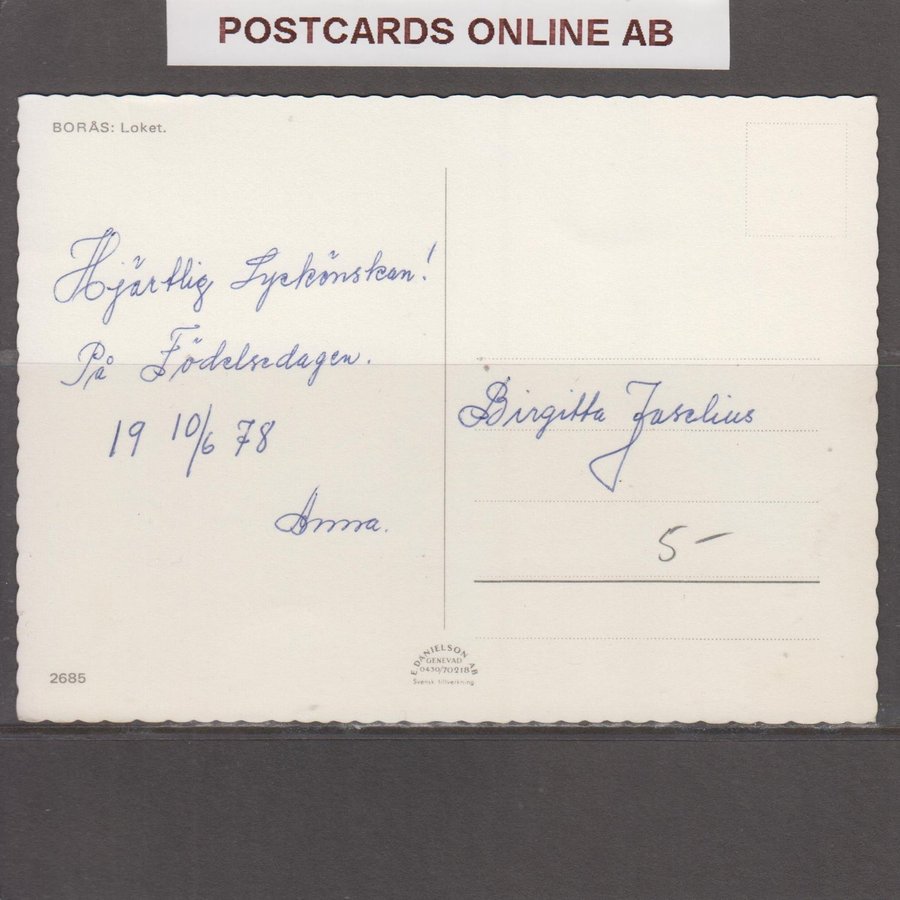 POSTCARDS ONLINE AB
BORÅS: Loket.
Hjärtlig Lyckönskan!
På Födelsedagen.
19 10/6 78
Anna.
Birgitta Jaselius
5-
2685
E DANIELSON AB
GENEVAD
0430/70218
Svensk tillverkning